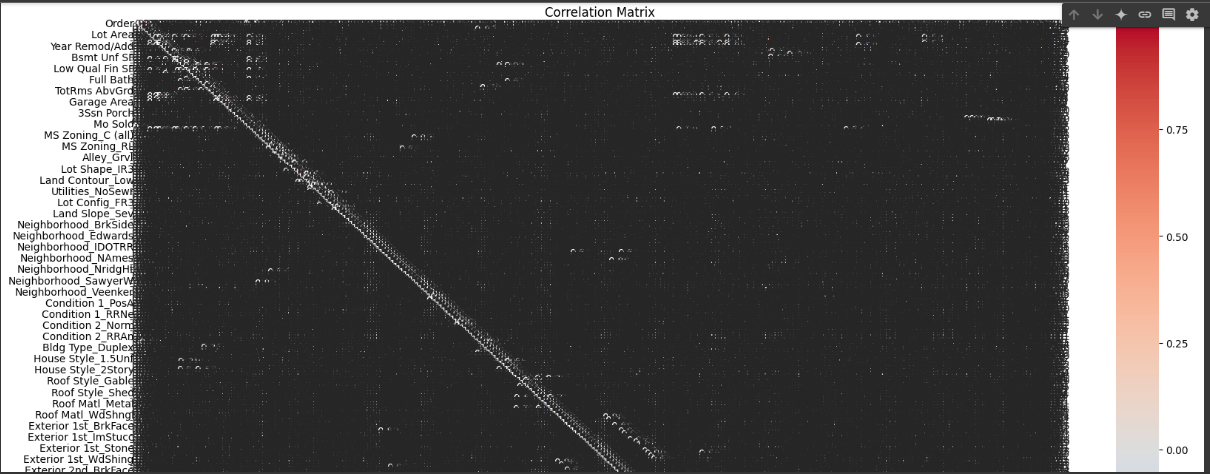 Correlation Matrix
Order
Lot Area
Year Remod/Add
Bsmt Unf SF
Low Qual Fin SF
Full Bath
TotRms AbvGrd
Garage Area
3Ssn Porch
Mo Sold
MS Zoning_C (all)
MS Zoning_RL
Alley_Grvl
Lot Shape_IR3
Land Contour_Low
Utilities_NoSewr
Lot Config_FR3
Land Slope_Sev
Neighborhood_BrkSide
Neighborhood_Edwards
Neighborhood_IDOTRR
Neighborhood_NAmes
Neighborhood_NridgHt
Neighborhood_SawyerW
Neighborhood_Veenker
Condition 1_PosA
Condition 1_RRNe
Condition 2_Norm
Condition 2_RRAn
Bldg Type_Duplex
House Style_1.5Unf
House Style_2Story
Roof Style_Gable
Roof Style_Shed
Roof Matl_Metal
Roof Matl_WdShngl
Exterior 1st_BrkFace
Exterior 1st_ImStucc
Exterior 1st_Stone
Exterior 1st_WdShing
Exterior 2nd_BrkFace
0.75
0.50
0.25
0.00